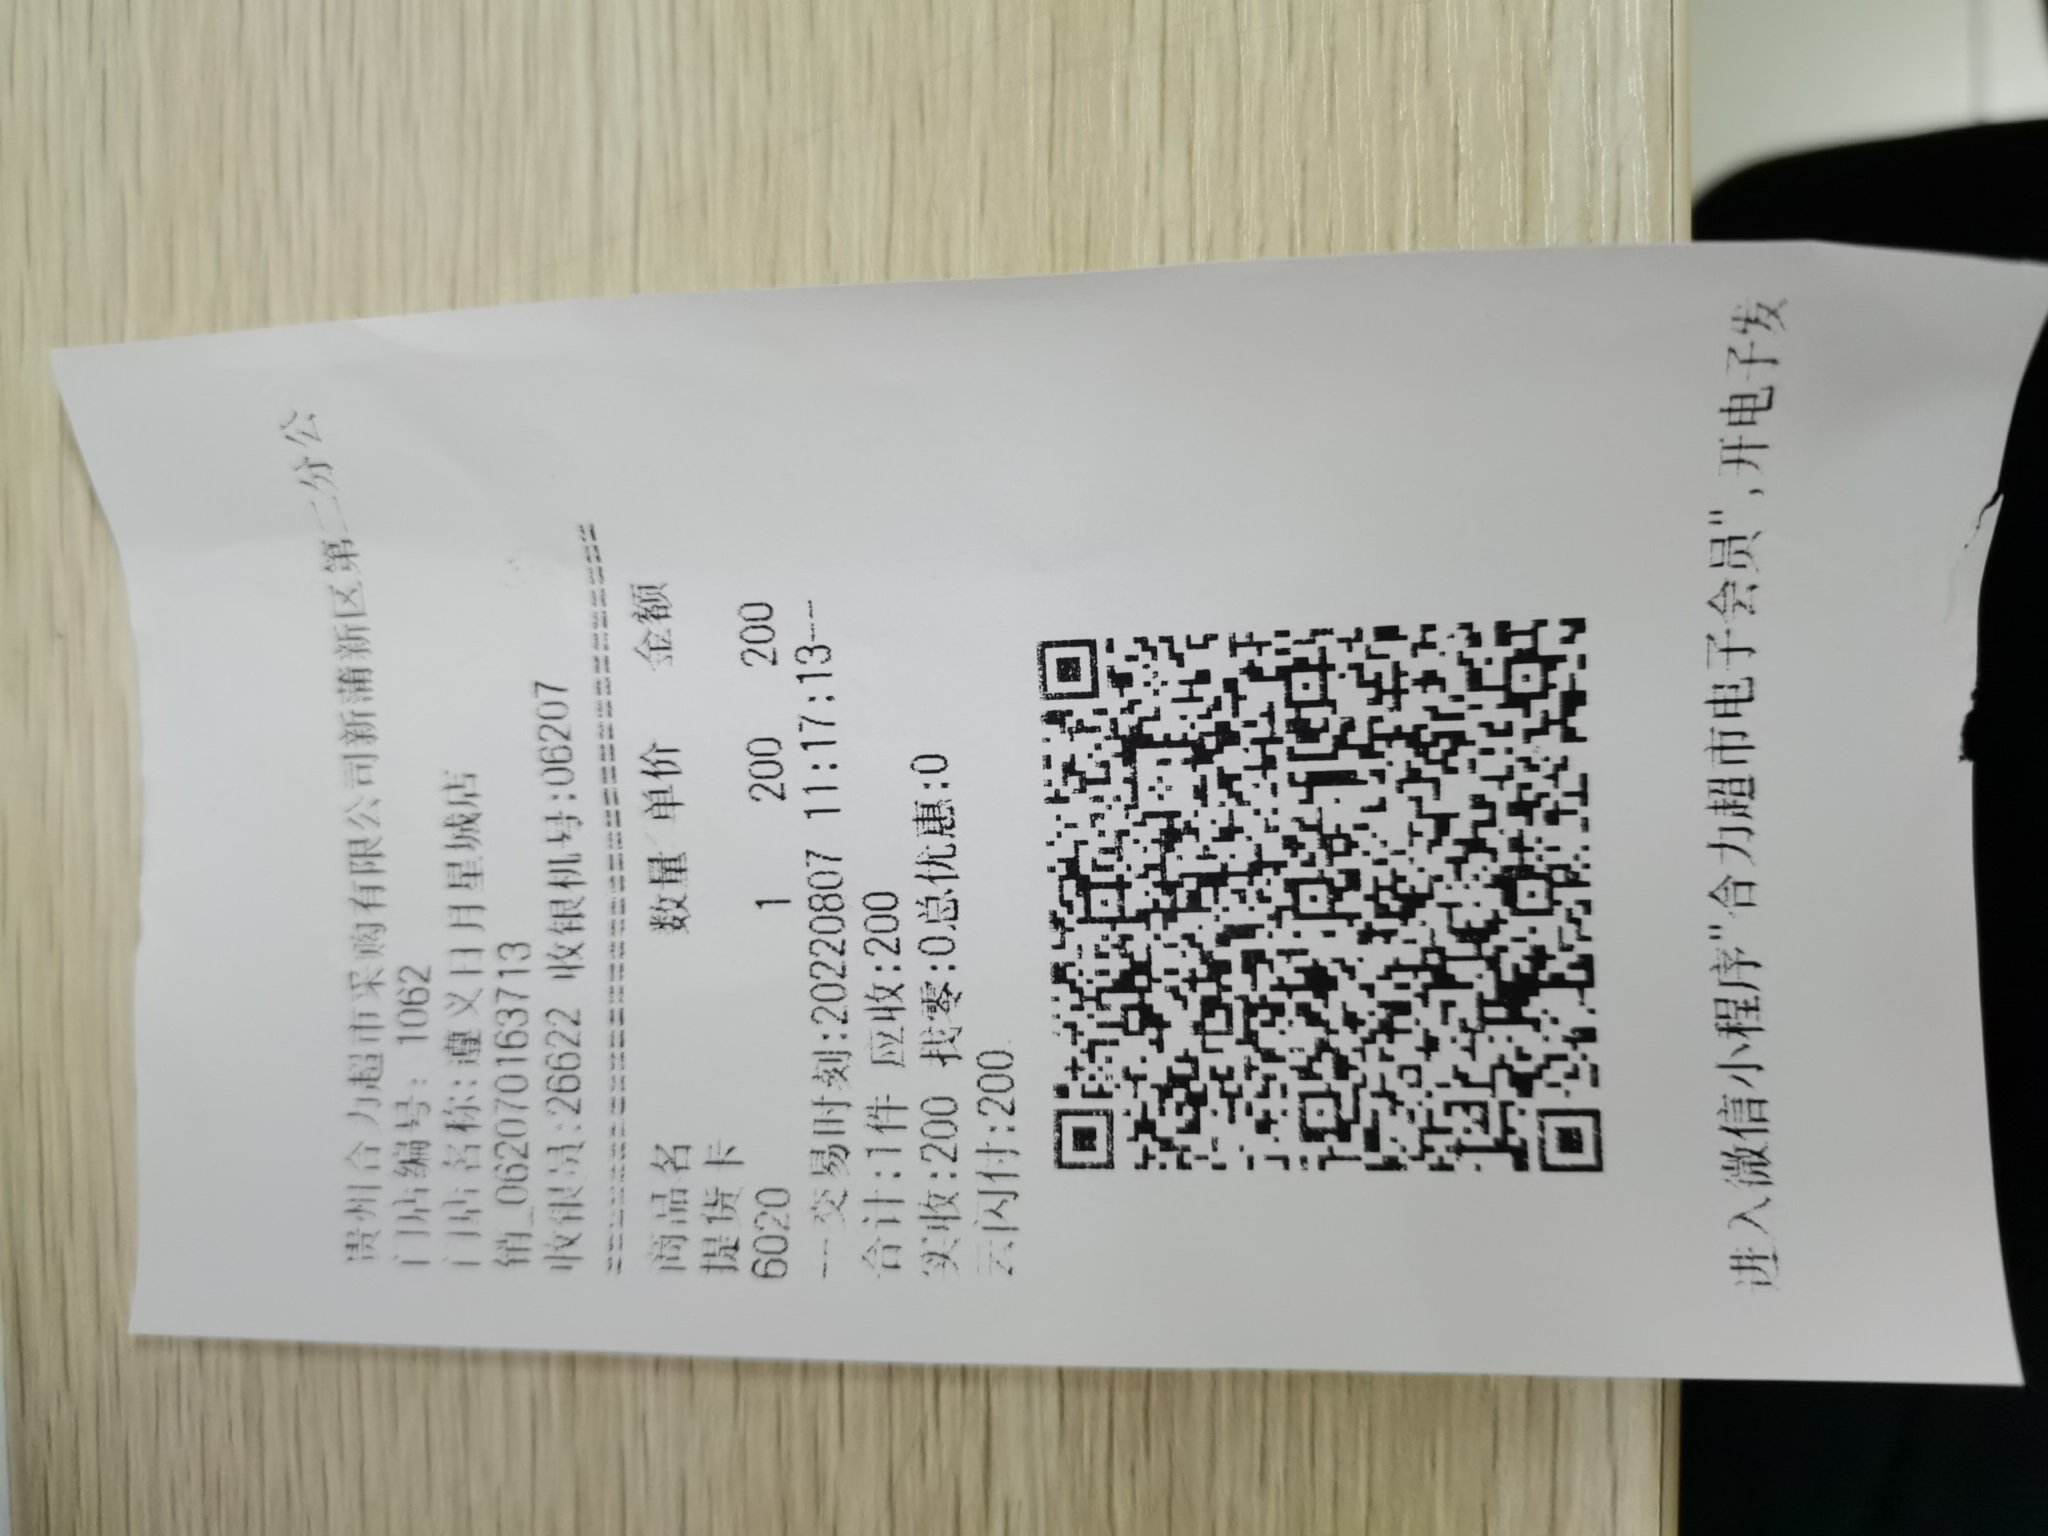 贵州合力超市采购有限公司新蒲新区第二分公
门店编号: 1062
门店名称:遵义日月星城店
销_0620701637713
收银员:26622 收银机号:06207
商品名 数量 单价 金额
提货卡
6020 1 200 200
--交易时刻:20220807 11:17:13--
合计:1件 应收:200
实收:200 找零:0总优惠:0
云闪付:200
进入微信小程序"合力超市电子会员",开电子发